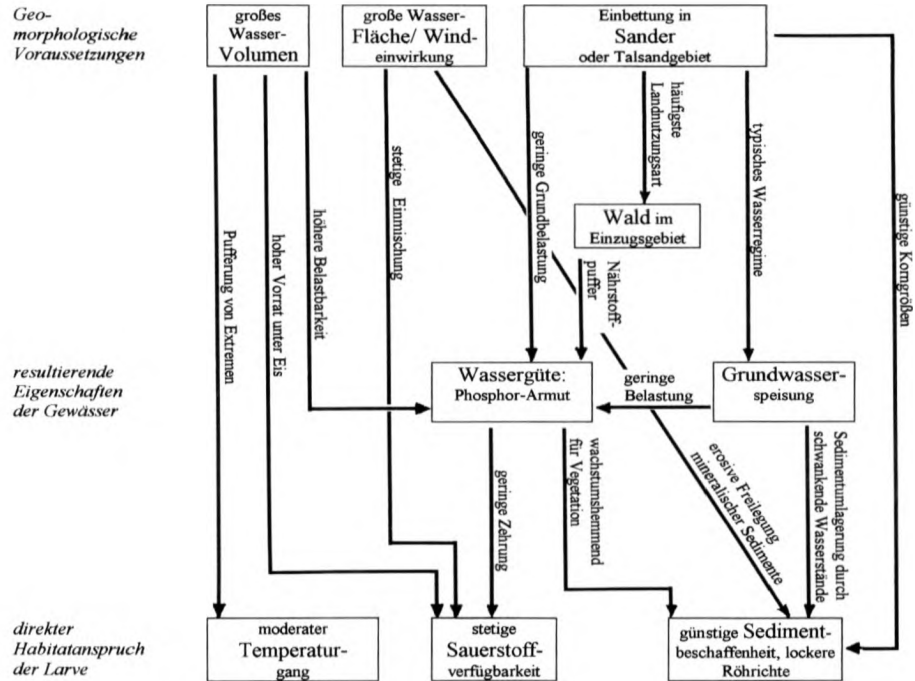 Geo-
morphologische
Voraussetzungen
großes
Wasser-
Volumen
große Wasser-
Fläche/ Wind-
einwirkung
Einbettung in
Sander
oder Talsandgebiet
Pufferung von Extremen
hoher Vorrat unter Eis
höhere Belastbarkeit
stetige Einmischung
geringe Grundbelastung
häufigste
Landnutzungsart
typisches Wasserregime
günstige Korngrößen
Wald im
Einzugsgebiet
Nährstoff-
puffer
resultierende
Eigenschaften
der Gewässer
Wassergüte:
Phosphor-Armut
geringe
Belastung
Grundwasser-
speisung
geringe Zehrung
wachstumshemmend
für Vegetation
erosive Freilegung
mineralischer Sedimente
Sedimentumlagerung durch
schwankende Wasserstände
direkter
Habitatanspruch
der Larve
moderater
Temperatur-
gang
stetige
Sauerstoff-
verfügbarkeit
günstige Sediment-
beschaffenheit, lockere
Röhrichte